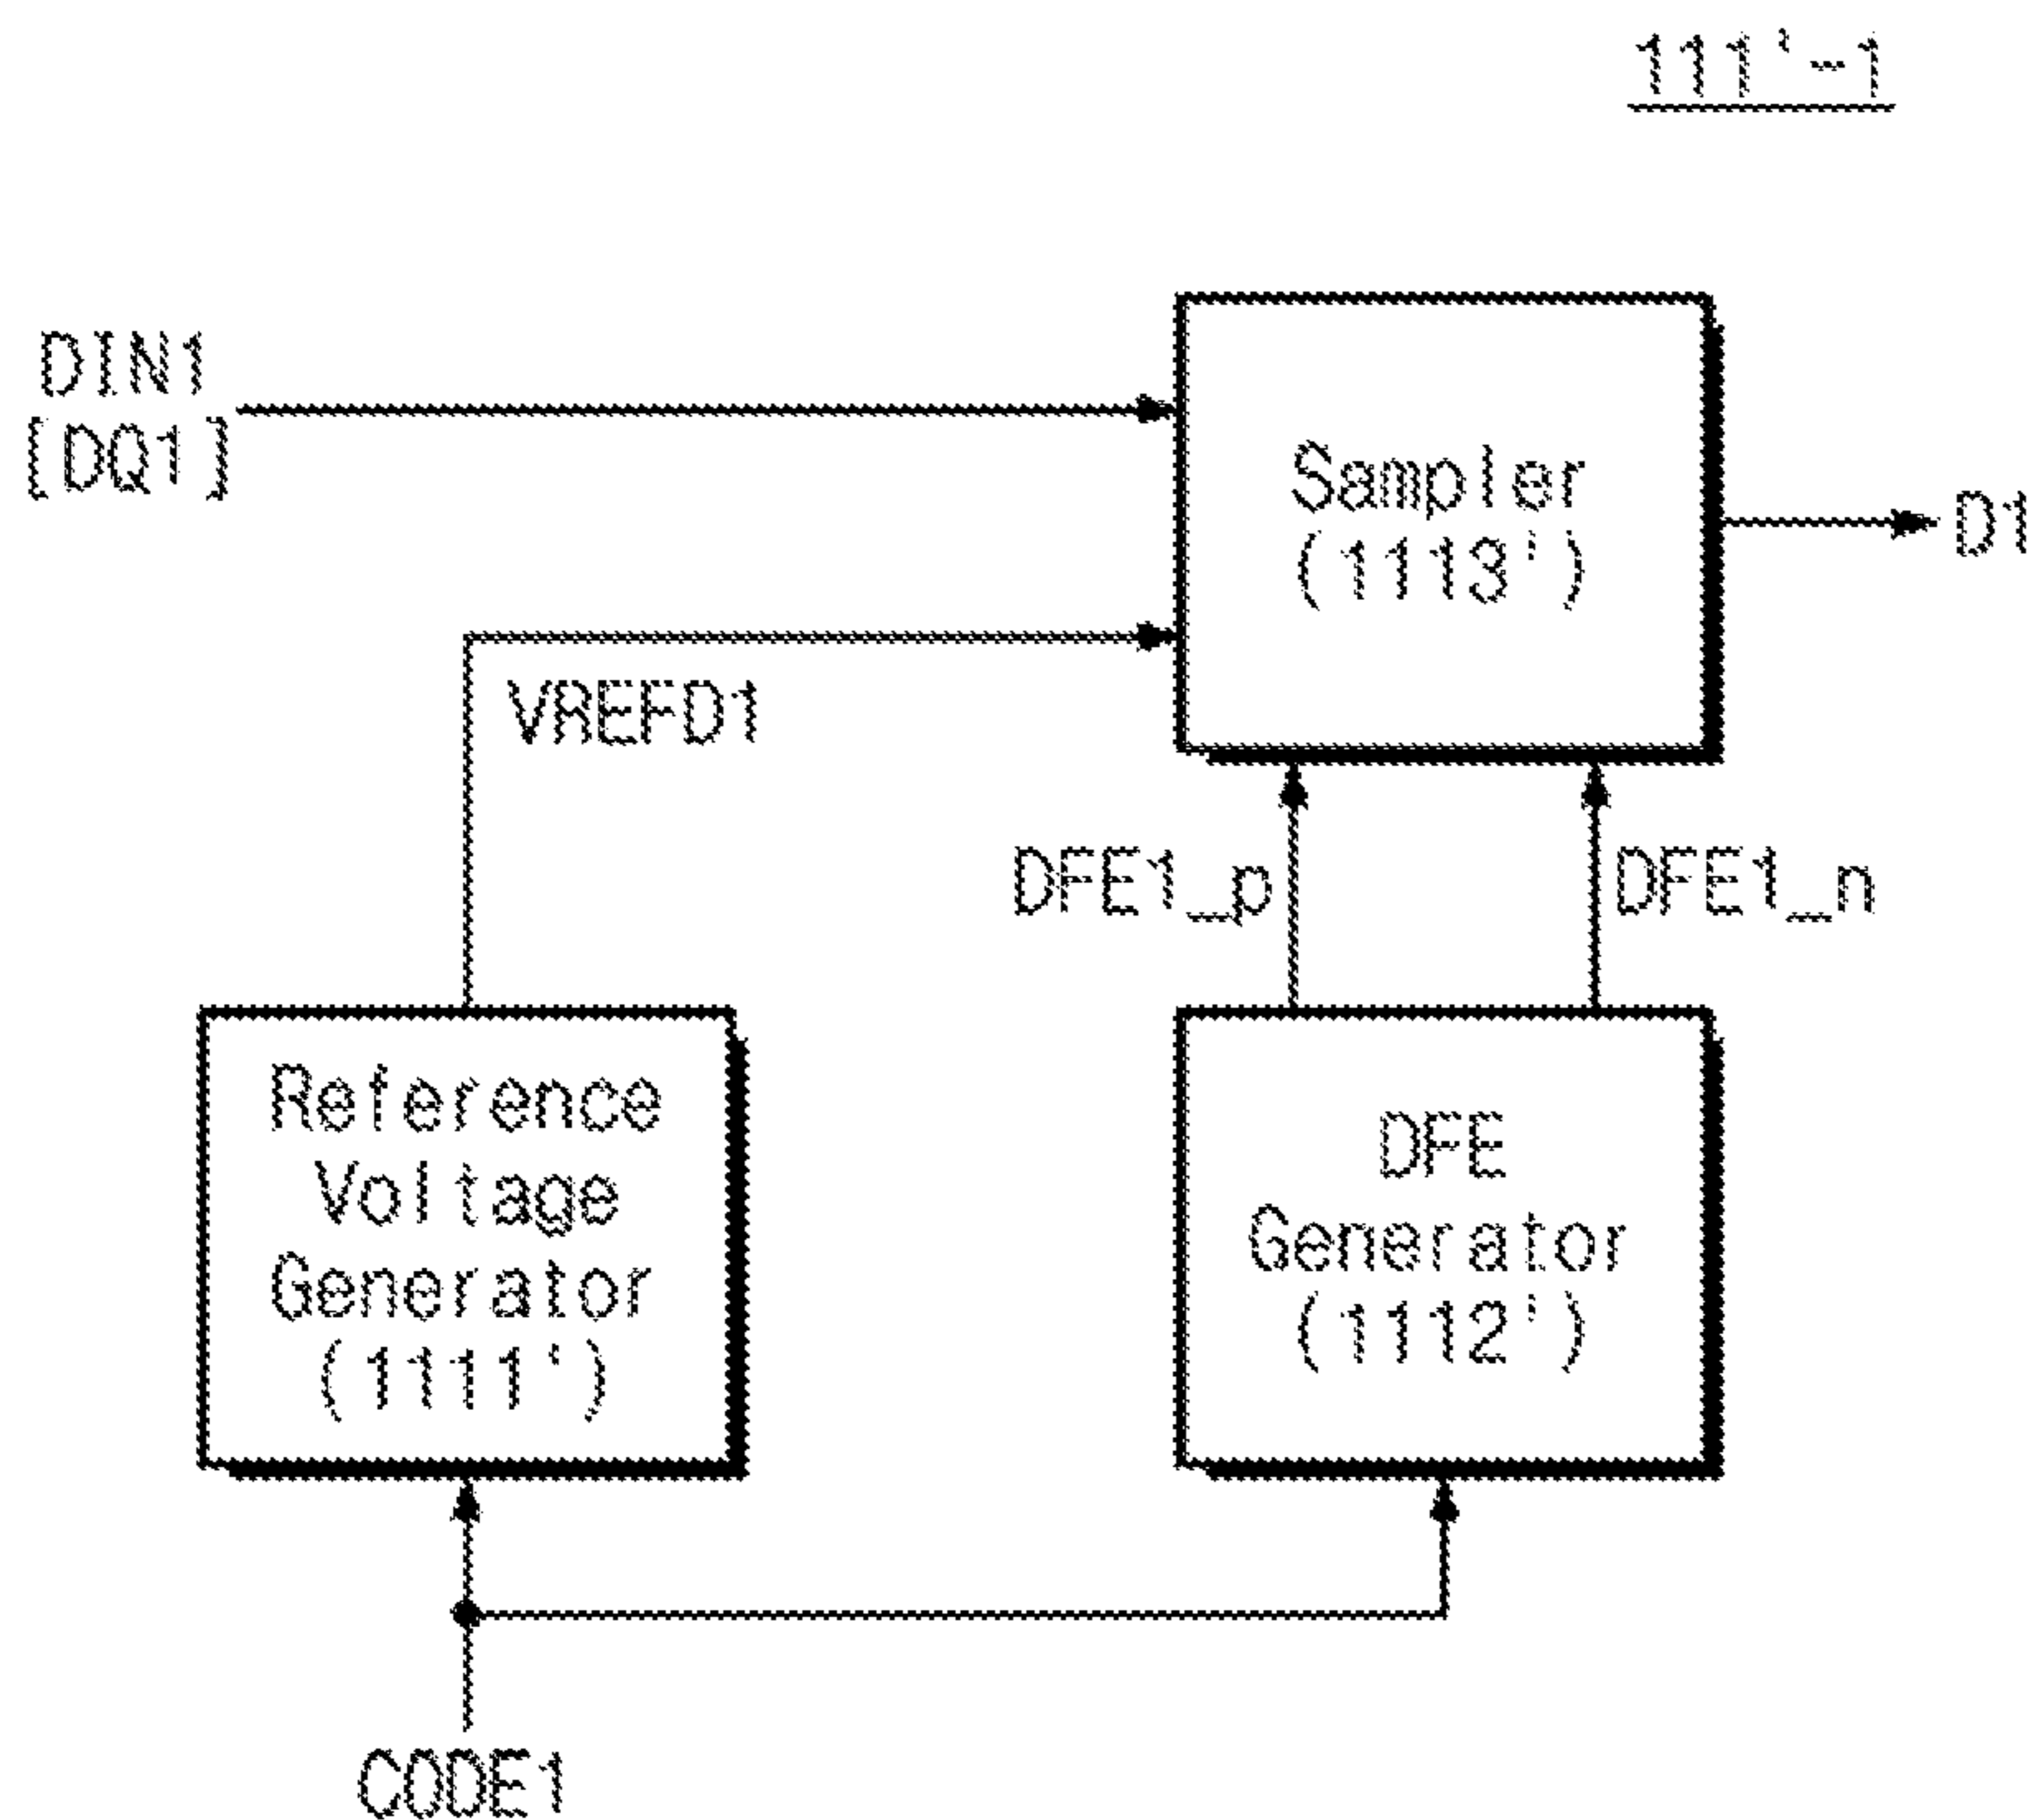 111'-1
DIN1
[DQ1]
Sampler
(1113')
D1
VREFD1
DFE1_p
DFE1_n
Reference
Voltage
Generator
(1111')
DFE
Generator
(1112')
CODE1